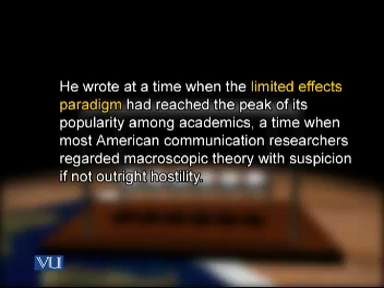 He wrote at a time when the limited effects
paradigm had reached the peak of its
popularity among academics, a time when
most American communication researchers
regarded macroscopic theory with suspicion
if not outright hostility.
VU